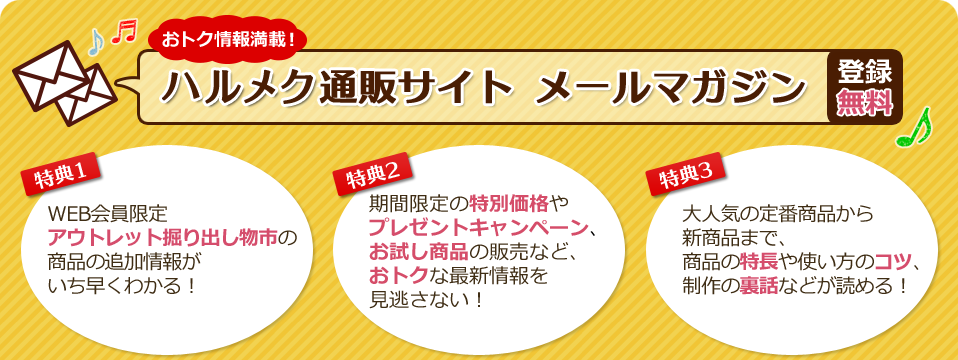 おトク情報満載！
ハルメク通販サイト メールマガジン
登録
無料
特典1
WEB会員限定
アウトレット掘り出し物市の
商品の追加情報が
いち早くわかる！
特典2
期間限定の特別価格や
プレゼントキャンペーン、
お試し商品の販売など、
おトクな最新情報を
見逃さない！
特典3
大人気の定番商品から
新商品まで、
商品の特長や使い方のコツ、
制作の裏話などが読める！